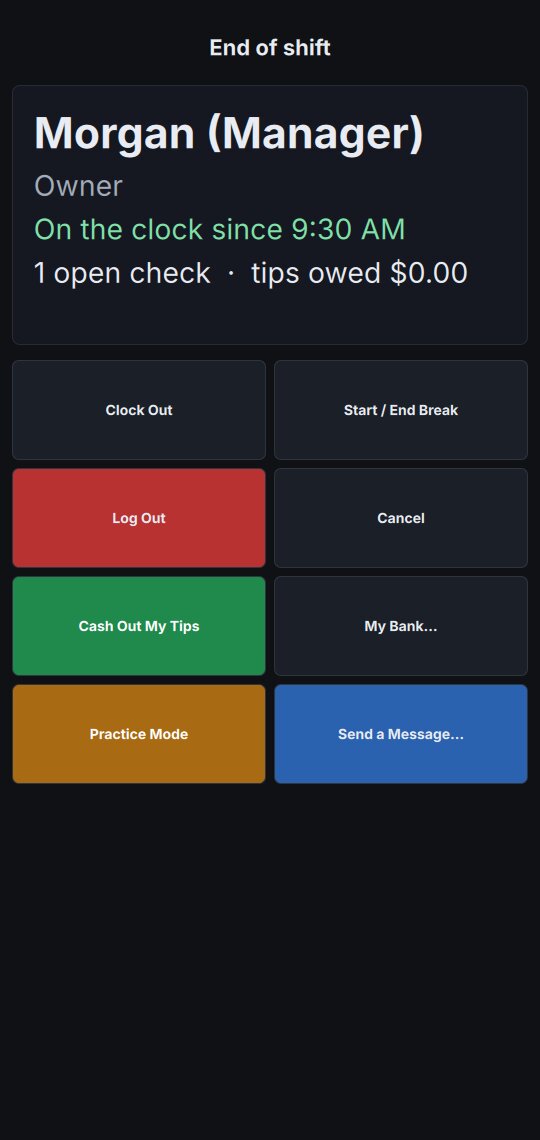 End of shift
Morgan (Manager)
Owner
On the clock since 9:30 AM
1 open check · tips owed $0.00
Clock Out
Start / End Break
Log Out
Cancel
Cash Out My Tips
My Bank...
Practice Mode
Send a Message...